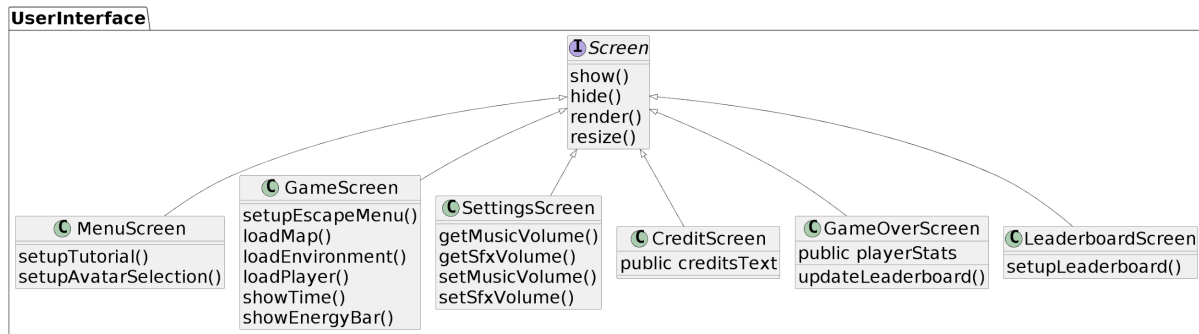 UserInterface
I Screen
show()
hide()
render()
resize()
C MenuScreen
setupTutorial()
setupAvatarSelection()
C GameScreen
setupEscapeMenu()
loadMap()
loadEnvironment()
loadPlayer()
showTime()
showEnergyBar()
C SettingsScreen
getMusicVolume()
getSfxVolume()
setMusicVolume()
setSfxVolume()
C CreditScreen
public creditsText
C GameOverScreen
public playerStats
updateLeaderboard()
C LeaderboardScreen
setupLeaderboard()